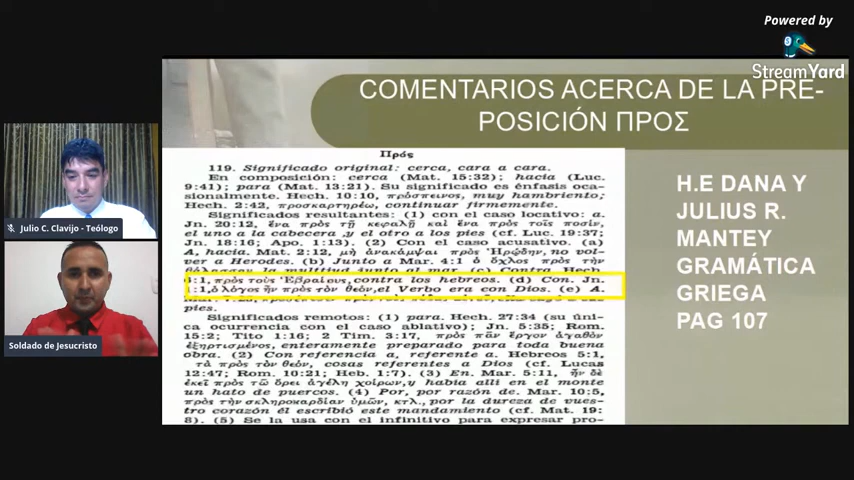 Powered by
StreamYard
COMENTARIOS ACERCA DE LA PRE-
POSICIÓN ΠΡΟΣ
Πρός
119. Significado original: cerca, cara a cara.
En composición: cerca (Mat. 15:32); hacia (Luc.
9:41); para (Mat. 13:21). Su significado es énfasis oca-
sionalmente. Hech. 10:10, πρόσπεινος, muy hambriento;
Hech. 2:42, προσκαρτηρέω, continuar firmemente.
Significados resultantes: (1) con el caso locativo: a.
Jn. 20:12, ἕνα πρὸς τῇ κεφαλῇ καὶ ἕνα πρὸς τοῖς ποσίν,
el uno a la cabecera y el otro a los pies (cf. Luc. 19:37;
Jn. 18:16; Apo. 1:13). (2) Con el caso acusativo. (a)
A, hacia. Mat. 2:12, μὴ ἀνακάμψαι πρὸς Ἡρώδην, no vol-
ver a Herodes. (b) Junto a Mar. 4:1 ὁ ὄχλος πρὸς τὴν
θάλασσαν la multitud junto al mar. (c) Contra Hech.
6:1, πρὸς τοὺς Ἑβραίους, contra los hebreos. (d) Con. Jn.
1:1, ὁ λόγος ἦν πρὸς τὸν θεόν, el Verbo era con Dios. (e) A.
pies.
Significados remotos: (1) para. Hech. 27:34 (su úni-
ca ocurrencia con el caso ablativo); Jn. 5:35; Rom.
15:2; Tito 1:16; 2 Tim. 3:17, πρὸς πᾶν ἔργον ἀγαθὸν
ἐξηρτισμένος, enteramente preparado para toda buena
obra. (2) Con referencia a, referente a. Hebreos 5:1,
τὰ πρὸς τὸν θεόν, cosas referentes a Dios (cf. Lucas
12:47; Rom. 10:21; Heb. 1:7). (3) En. Mar. 5:11, ἦν δὲ
ἐκεῖ πρὸς τῷ ὄρει ἀγέλη χοίρων, y había allí en el monte
un hato de puercos. (4) Por, por razón de. Mar. 10:5,
πρὸς τὴν σκληροκαρδίαν ὑμῶν, κτλ., por la dureza de vues-
tro corazón él escribió este mandamiento (cf. Mat. 19:
8). (5) Se la usa con el infinitivo para expresar pro-
H.E DANA Y
JULIUS R.
MANTEY
GRAMÁTICA
GRIEGA
PAG 107
Julio C. Clavijo - Teólogo
Soldado de Jesucristo